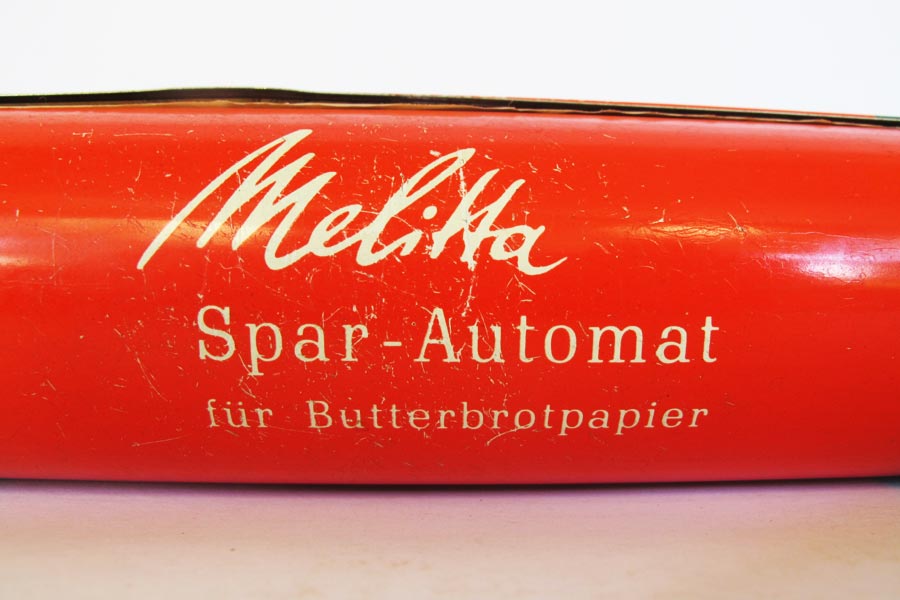 Melitta
Spar-Automat
für Butterbrotpapier